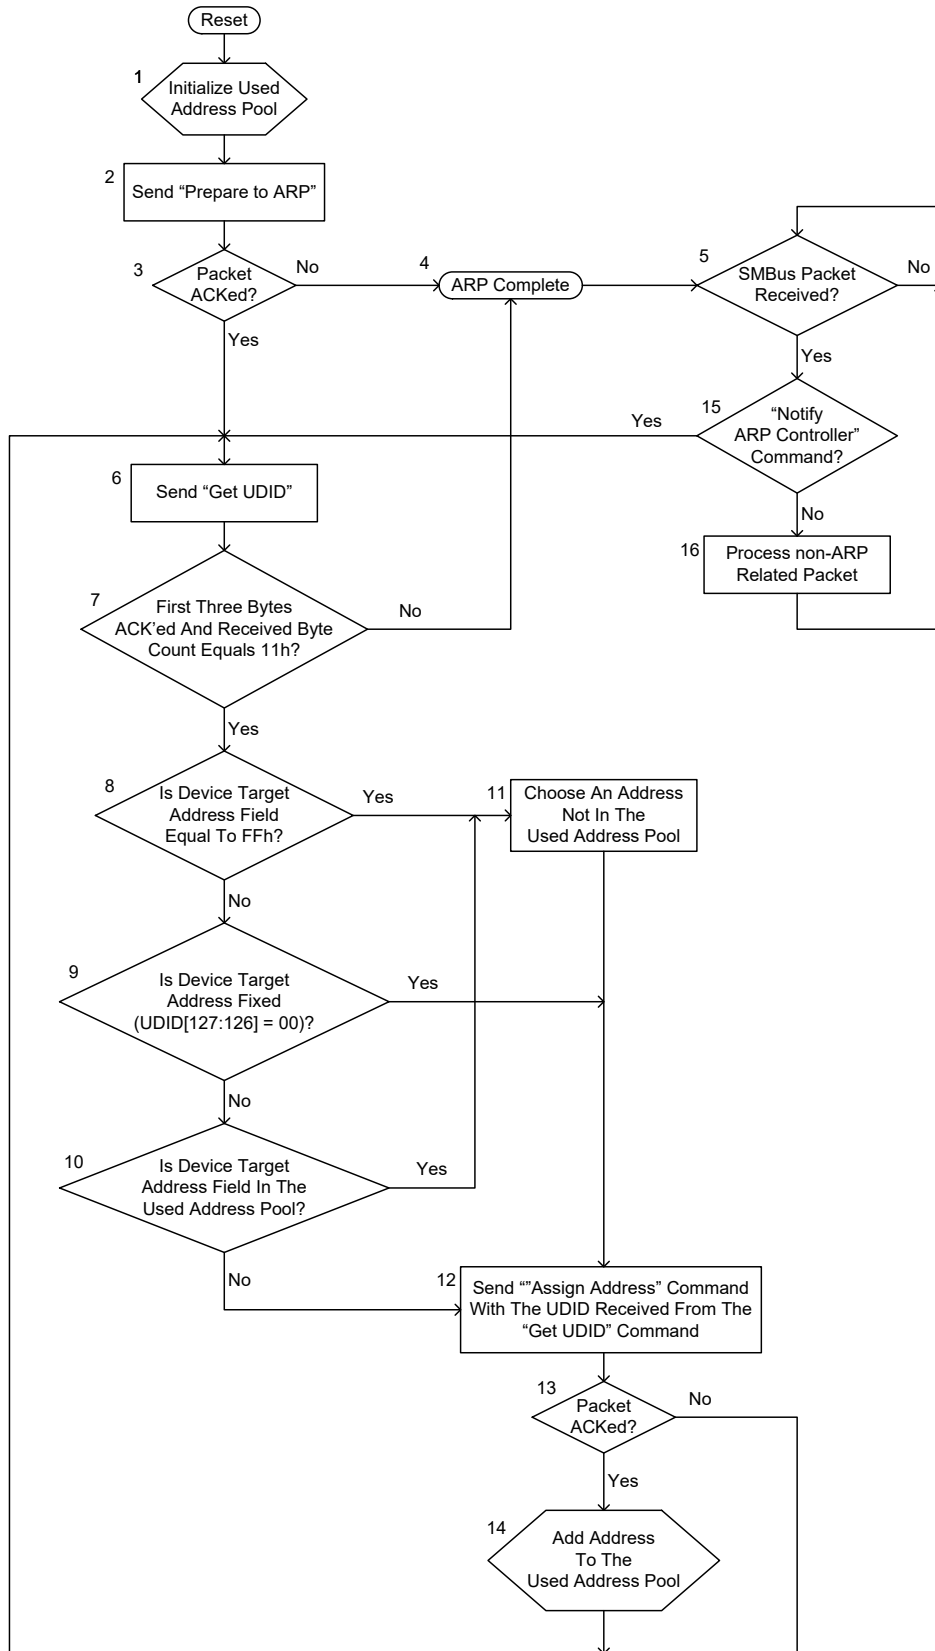 Reset
1
Initialize Used
Address Pool
2
Send “Prepare to ARP”
3
Packet
ACKed?
No
Yes
4
ARP Complete
5
SMBus Packet
Received?
No
Yes
15
“Notify
ARP Controller”
Command?
Yes
No
16
Process non-ARP
Related Packet
6
Send “Get UDID”
7
First Three Bytes
ACK’ed And Received Byte
Count Equals 11h?
No
Yes
8
Is Device Target
Address Field
Equal To FFh?
Yes
No
11
Choose An Address
Not In The
Used Address Pool
9
Is Device Target
Address Fixed
(UDID[127:126] = 00)?
Yes
No
10
Is Device Target
Address Field In The
Used Address Pool?
Yes
No
12
Send “”Assign Address” Command
With The UDID Received From The
“Get UDID” Command
13
Packet
ACKed?
No
Yes
14
Add Address
To The
Used Address Pool